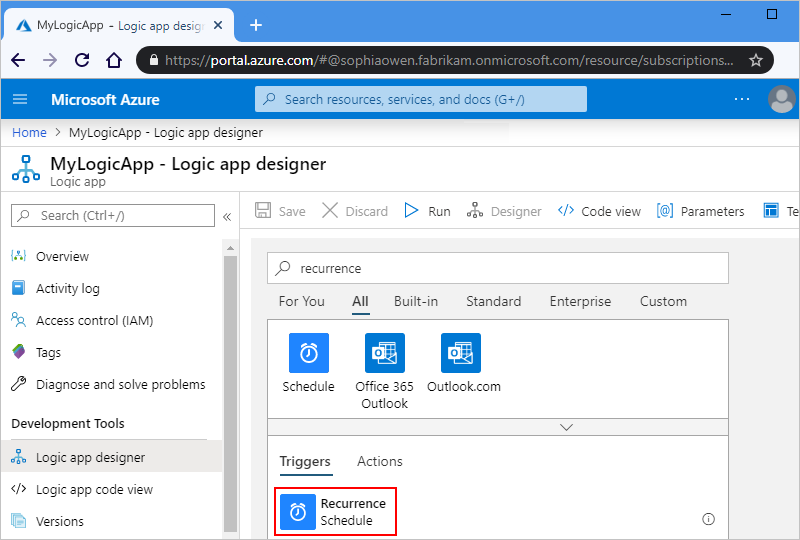 MyLogicApp - Logic app design
https://portal.azure.com/#@sophiaowen.fabrikam.onmicrosoft.com/resource/subscriptions...
Microsoft Azure
Search resources, services, and docs (G+/)
Home > MyLogicApp - Logic app designer
MyLogicApp - Logic app designer
Logic app
Search (Ctrl+/)
Overview
Activity log
Access control (IAM)
Tags
Diagnose and solve problems
Development Tools
Logic app designer
Logic app code view
Versions
Save Discard Run Designer Code view Parameters Te
recurrence
For You All Built-in Standard Enterprise Custom
Schedule
Office 365
Outlook
Outlook.com
Triggers Actions
Recurrence
Schedule